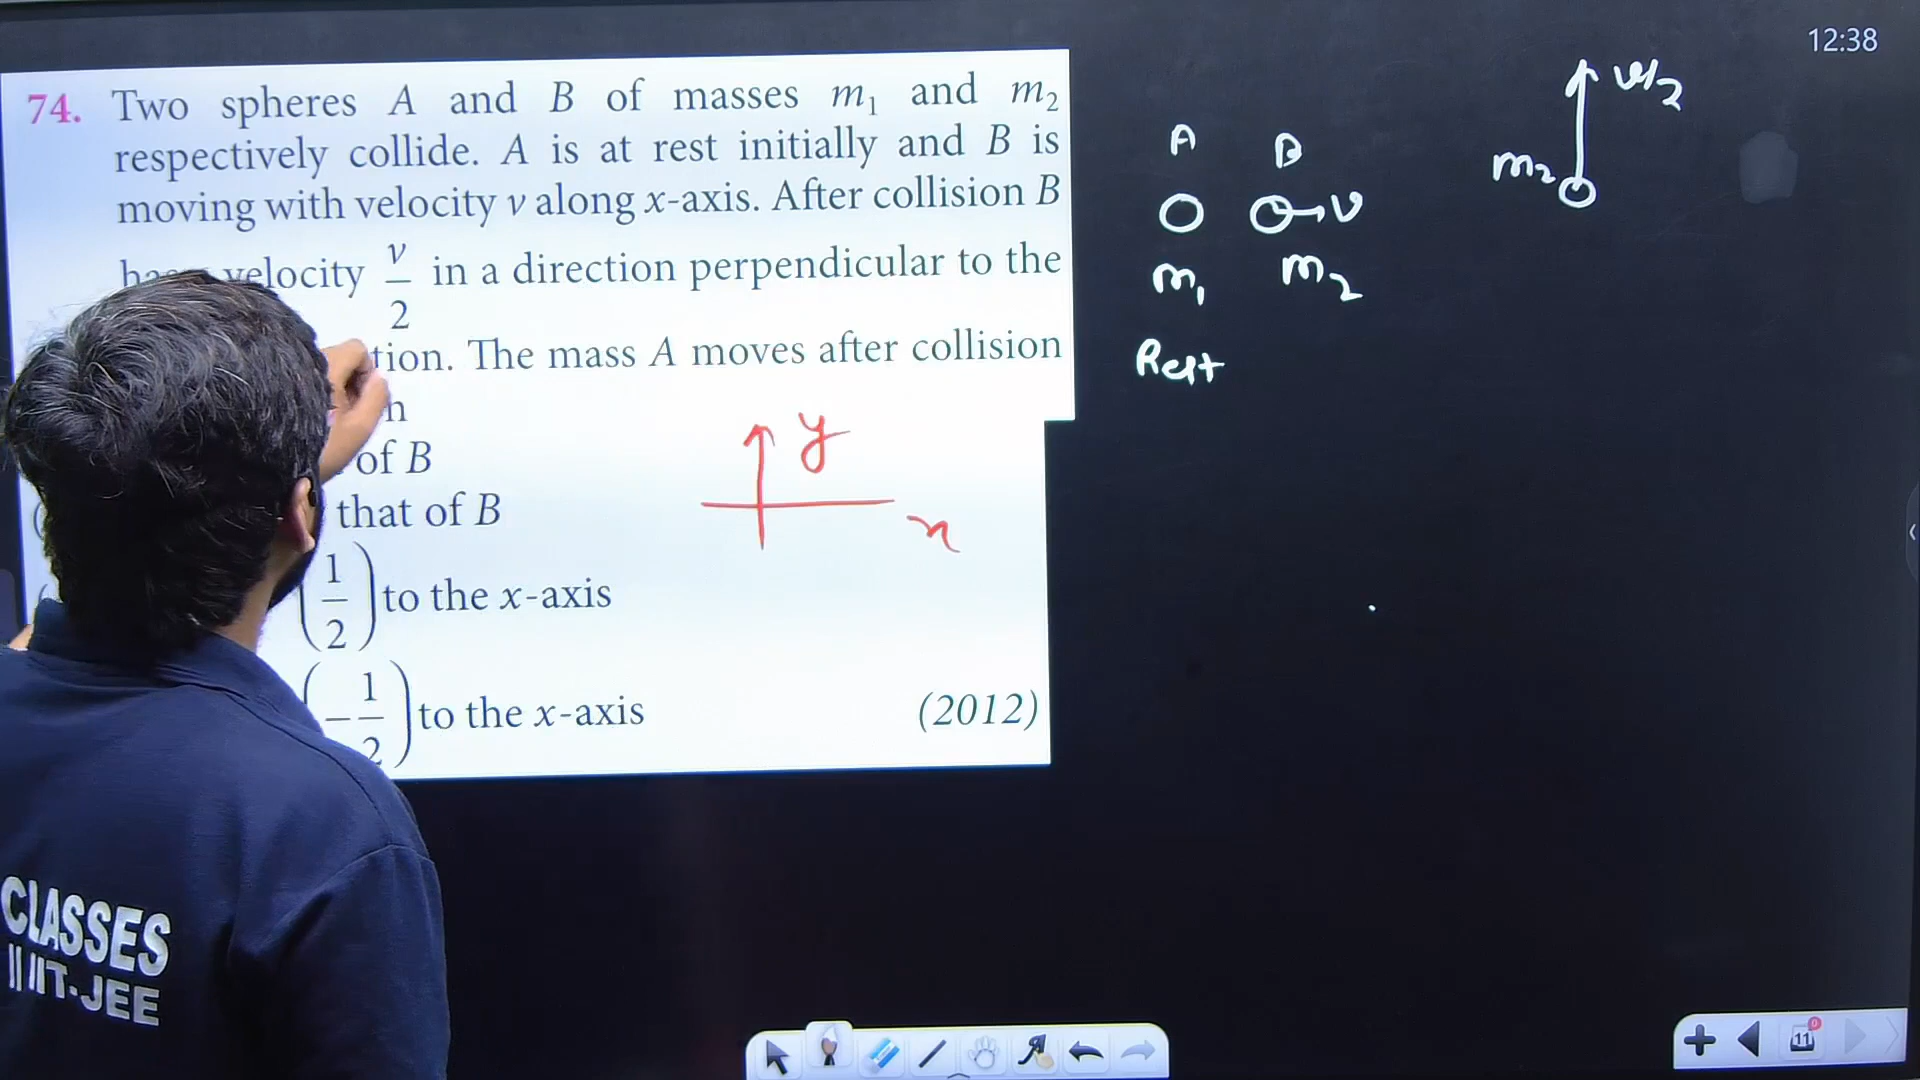 12:38
74. Two spheres A and B of masses m₁ and m₂
respectively collide. A is at rest initially and B is
moving with velocity v along x-axis. After collision B
velocity v/2 in a direction perpendicular to the
tion. The mass A moves after collision
of B
that of B
(1/2) to the x-axis
(-1/2) to the x-axis (2012)
y
x
A B
v
m₁ m₂
Rest
v/2
m₂
CLASSES
|| IIT-JEE
11
0